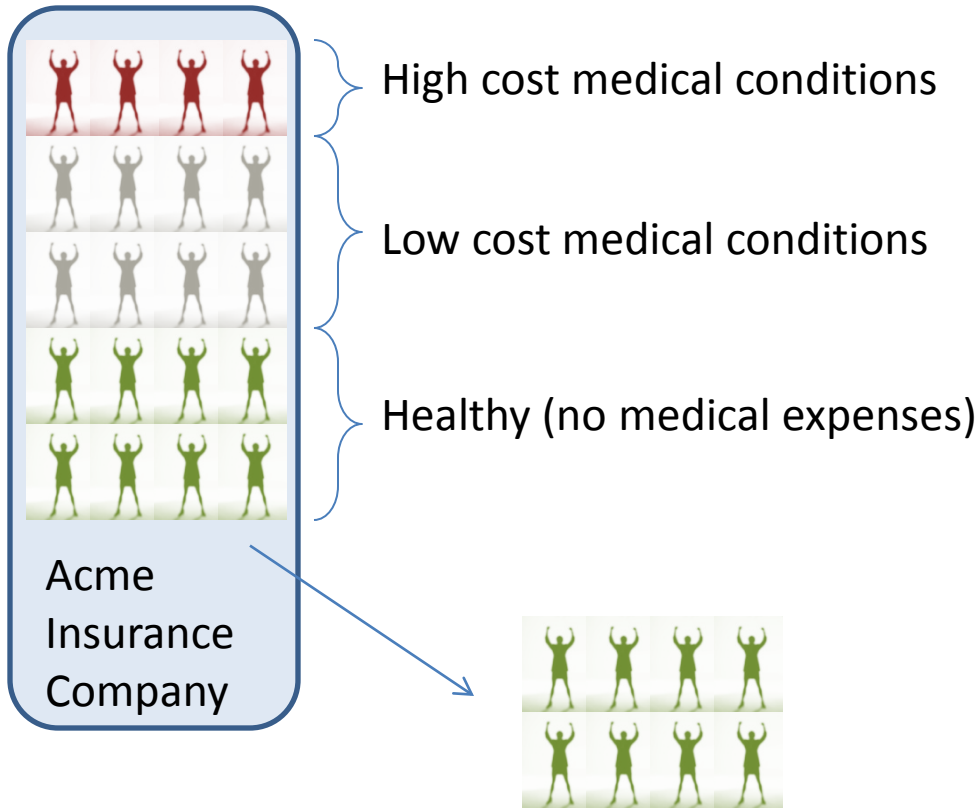 High cost medical conditions
Low cost medical conditions
Healthy (no medical expenses)
Acme
Insurance
Company